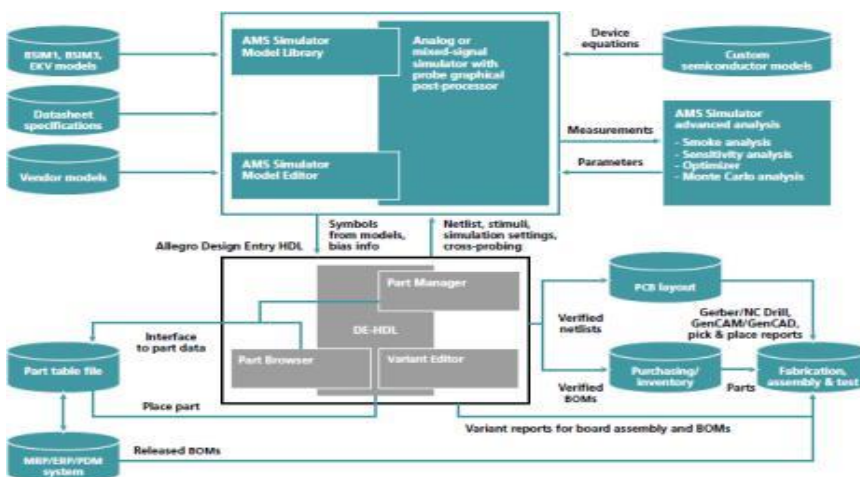 BSIM1, BSIM3,
EKV models
Datasheet
specifications
Vendor models
AMS Simulator
Model Library
AMS Simulator
Model Editor
Analog or
mixed-signal
simulator with
probe graphical
post-processor
Device
equations
Custom
semiconductor models
Measurements
Parameters
AMS Simulator
advanced analysis
- Smoke analysis
- Sensitivity analysis
- Optimizer
- Monte Carlo analysis
Allegro Design Entry HDL
Symbols
from models,
bias info
Netlist, stimuli,
simulation settings,
cross-probing
Part Manager
DE-HDL
Part Browser
Variant Editor
Interface
to part data
Part table file
Place part
MRP/ERP/PDM
system
Released BOMs
Verified
netlists
Verified
BOMs
PCB layout
Gerber/NC Drill,
GenCAM/GenCAD,
pick & place reports
Purchasing/
inventory
Parts
Fabrication,
assembly & test
Variant reports for board assembly and BOMs